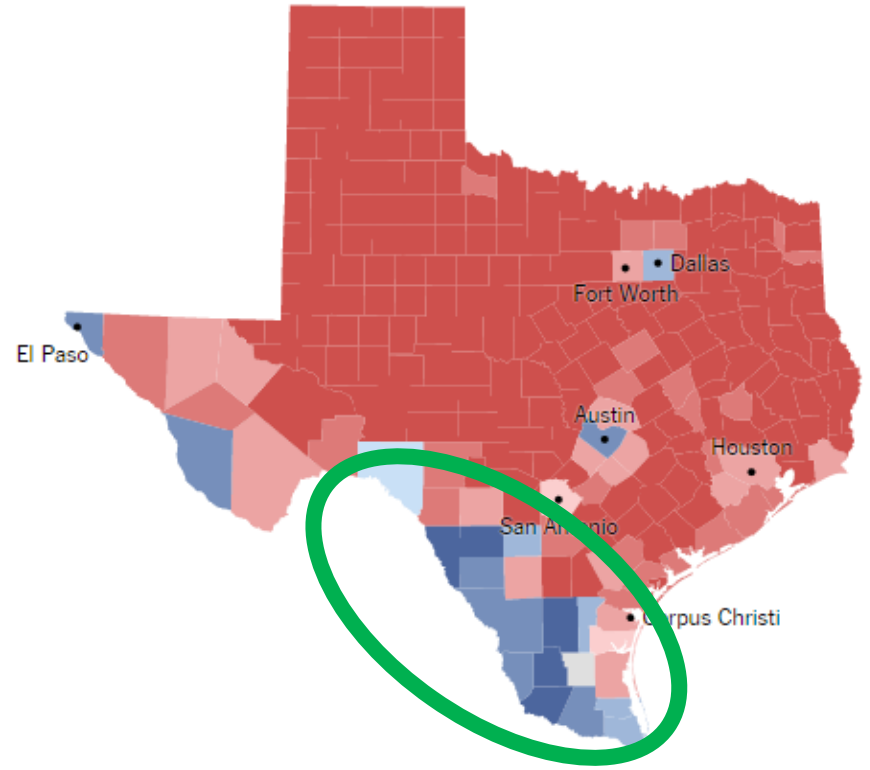 Dallas
Fort Worth
El Paso
Austin
Houston
San Antonio
Corpus Christi